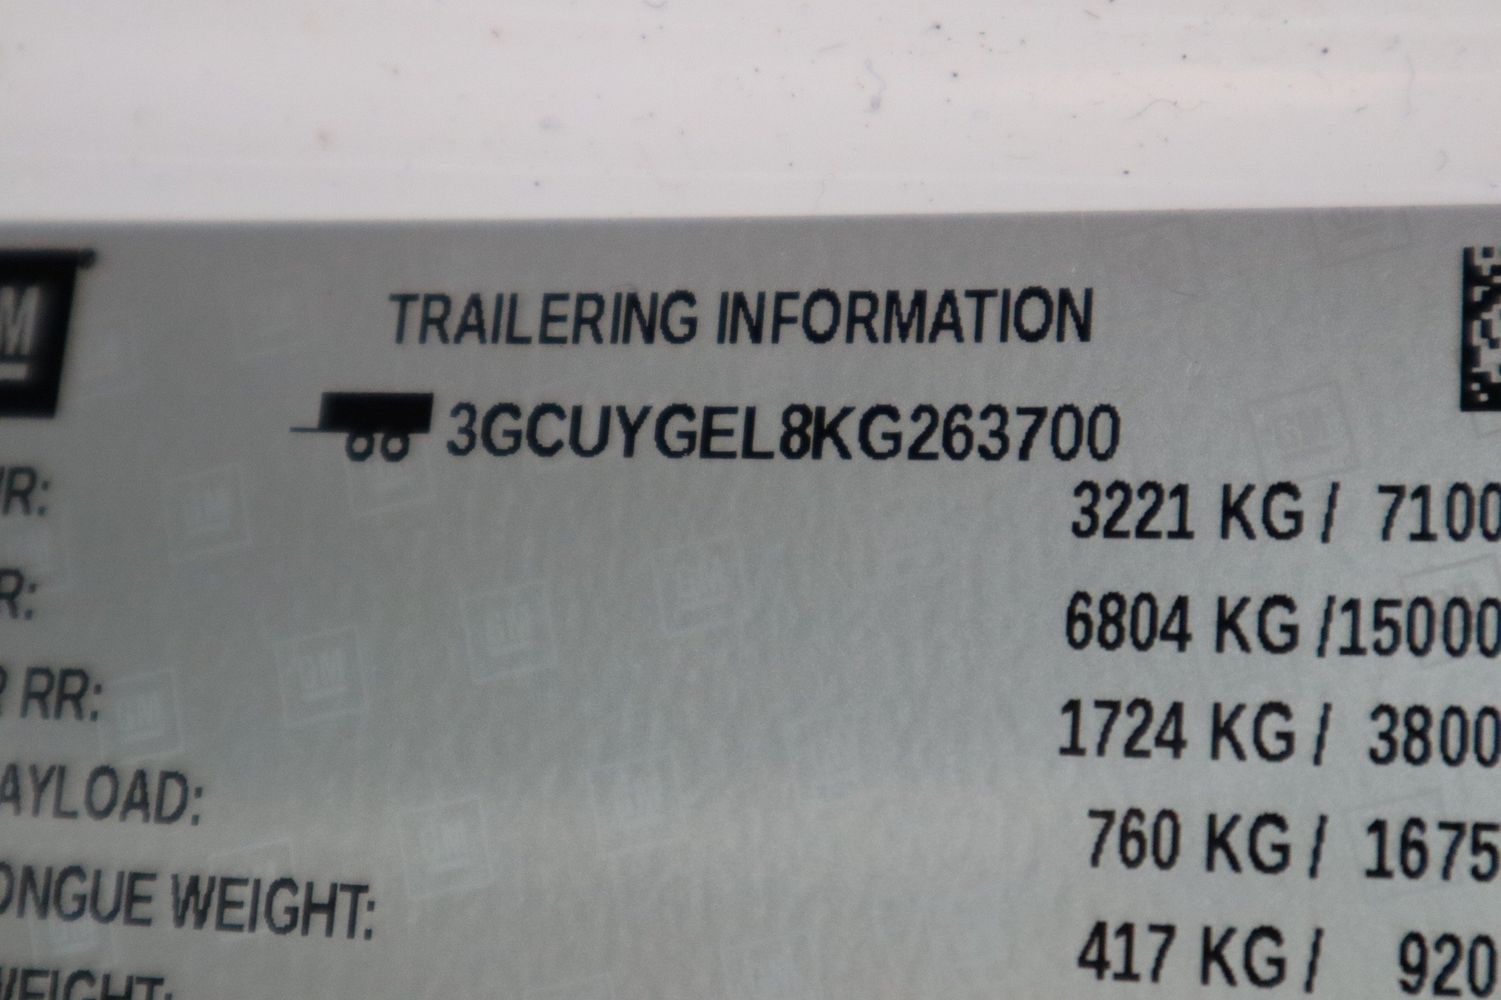 TRAILERING INFORMATION
3GCUYGEL8KG263700
3221 KG / 7100
6804 KG /15000
RR: 1724 KG / 3800
AYLOAD: 760 KG / 1675
ONGUE WEIGHT: 417 KG / 920